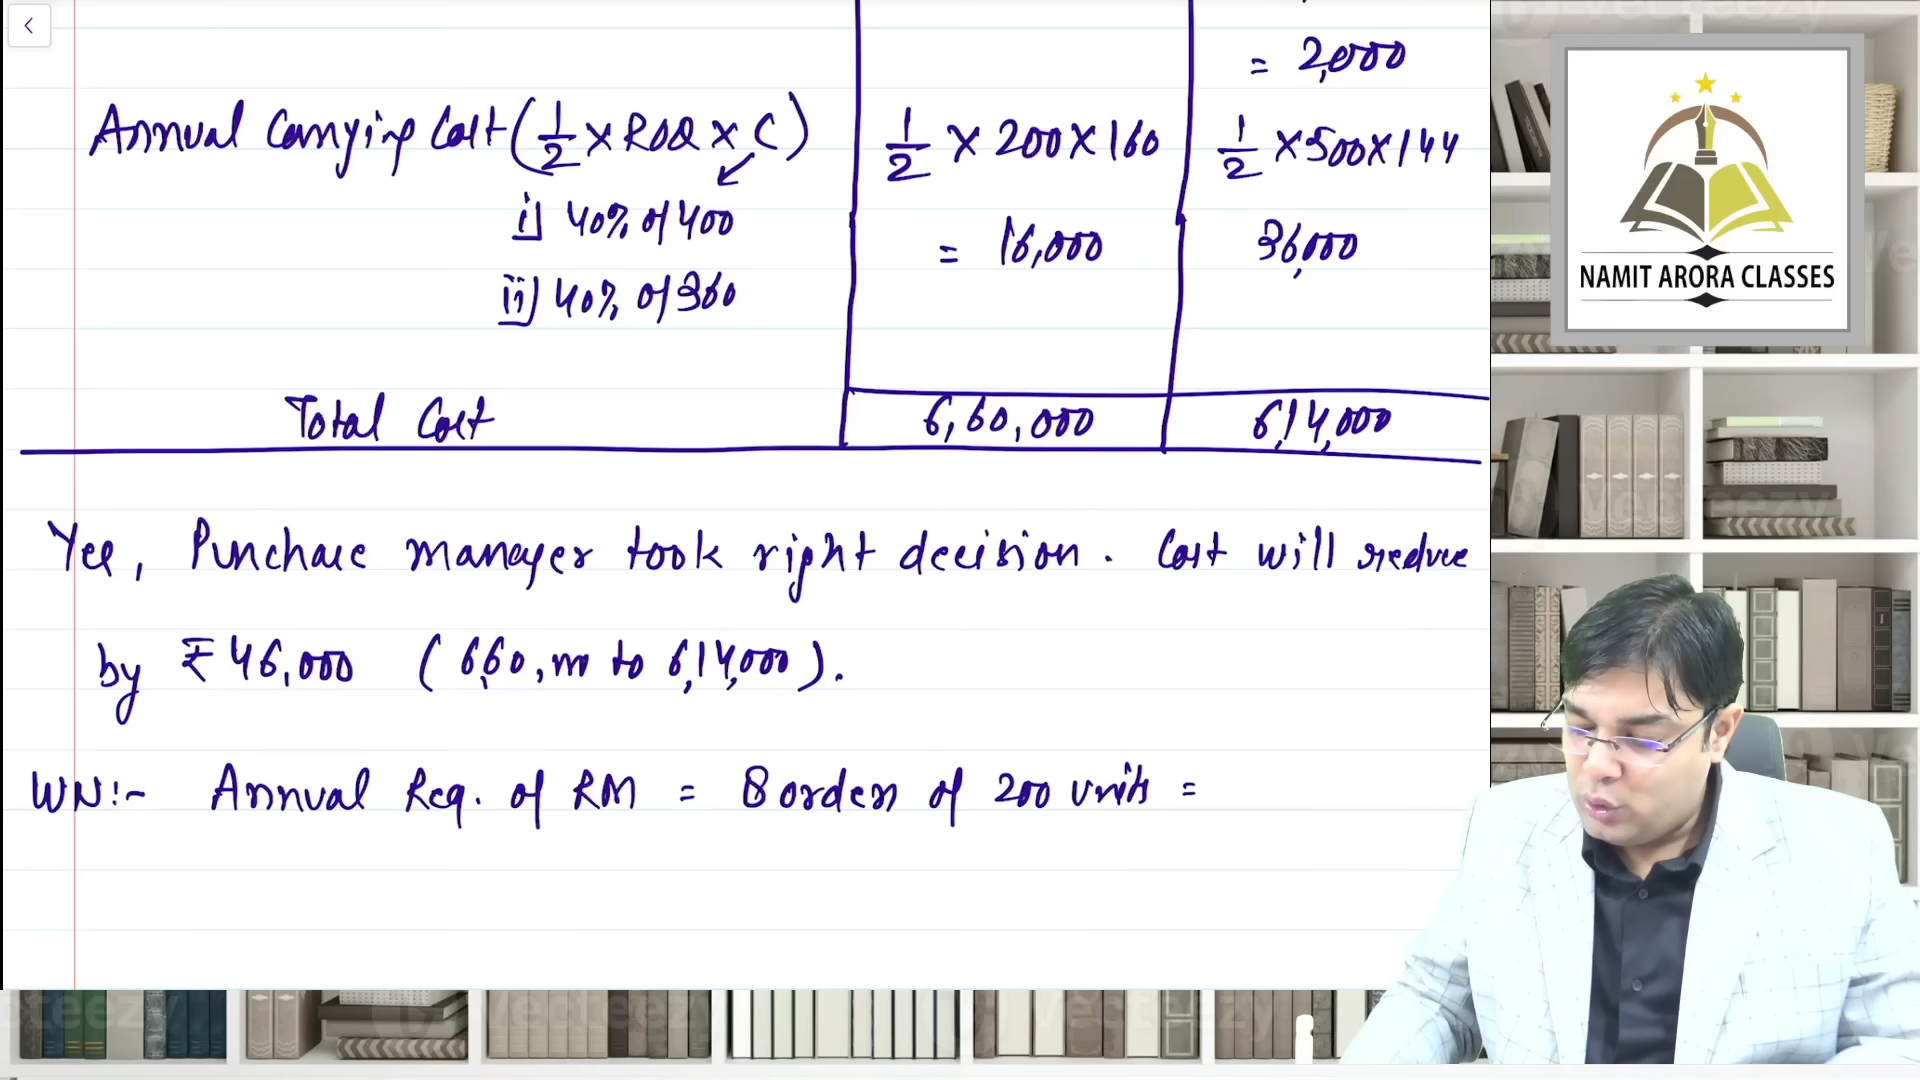 = 2,000
Annual Carrying Cost (1/2 × ROQ × C)
1/2 × 200 × 160
1/2 × 500 × 144
i) 40% of 400
= 16,000
36,000
ii) 40% of 360
Total Cost
6,60,000
6,14,000
Yes, Purchase manager took right decision. Cost will reduce
by ₹ 46,000 (6,60,000 to 6,14,000).
WN:- Annual Req. of RM = 8 orders of 200 units =
NAMIT ARORA CLASSES